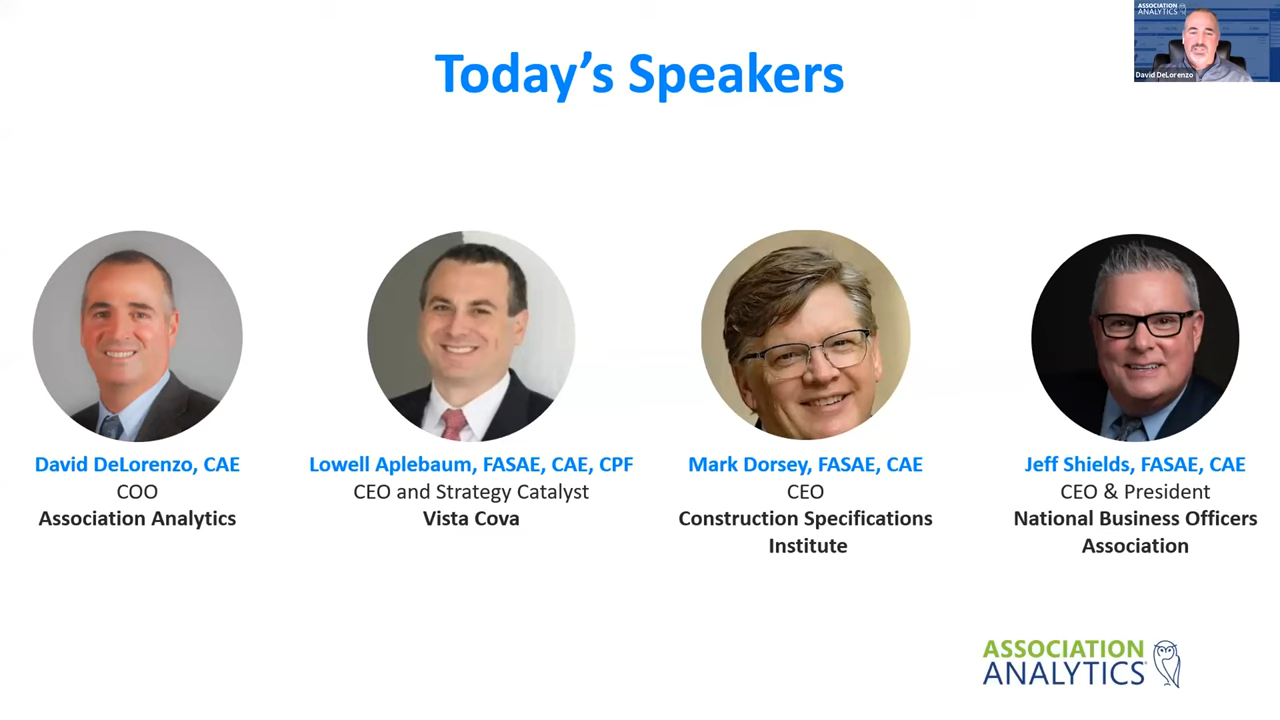 ASSOCIATION
ANALYTICS
David DeLorenzo
Today's Speakers
David DeLorenzo, CAE
COO
Association Analytics
Lowell Aplebaum, FASAE, CAE, CPF
CEO and Strategy Catalyst
Vista Cova
Mark Dorsey, FASAE, CAE
CEO
Construction Specifications
Institute
Jeff Shields, FASAE, CAE
CEO & President
National Business Officers
Association
ASSOCIATION
ANALYTICS